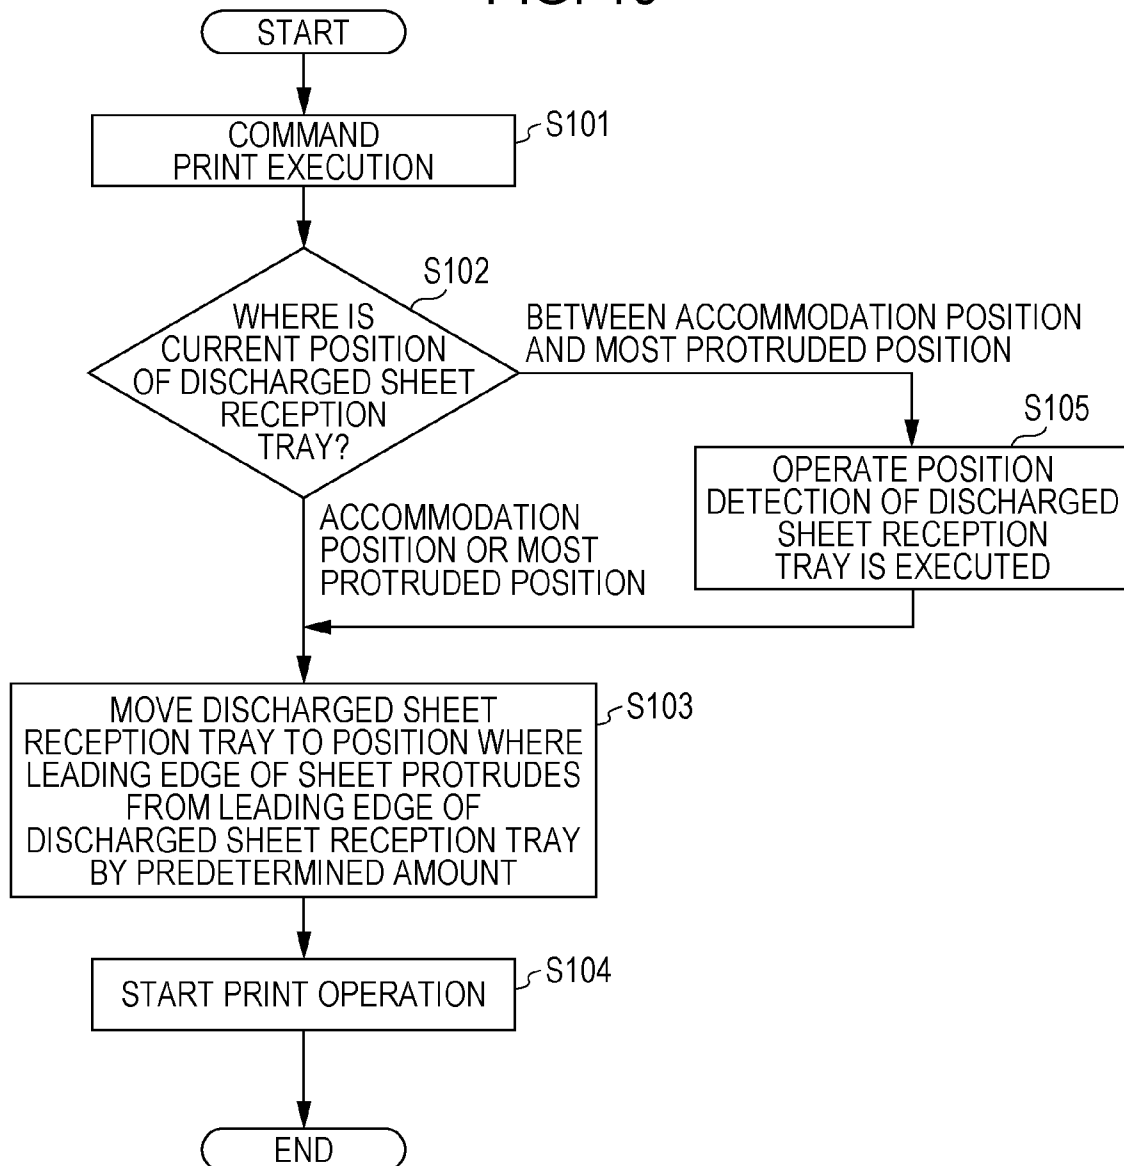 FIG.
START
COMMAND
PRINT EXECUTION
S101
S102
WHERE IS
CURRENT POSITION
OF DISCHARGED SHEET
RECEPTION
TRAY?
BETWEEN ACCOMMODATION POSITION
AND MOST PROTRUDED POSITION
S105
OPERATE POSITION
DETECTION OF DISCHARGED
SHEET RECEPTION
TRAY IS EXECUTED
ACCOMMODATION
POSITION OR MOST
PROTRUDED POSITION
MOVE DISCHARGED SHEET
RECEPTION TRAY TO POSITION WHERE
LEADING EDGE OF SHEET PROTRUDES
FROM LEADING EDGE OF
DISCHARGED SHEET RECEPTION TRAY
BY PREDETERMINED AMOUNT
S103
START PRINT OPERATION
S104
END